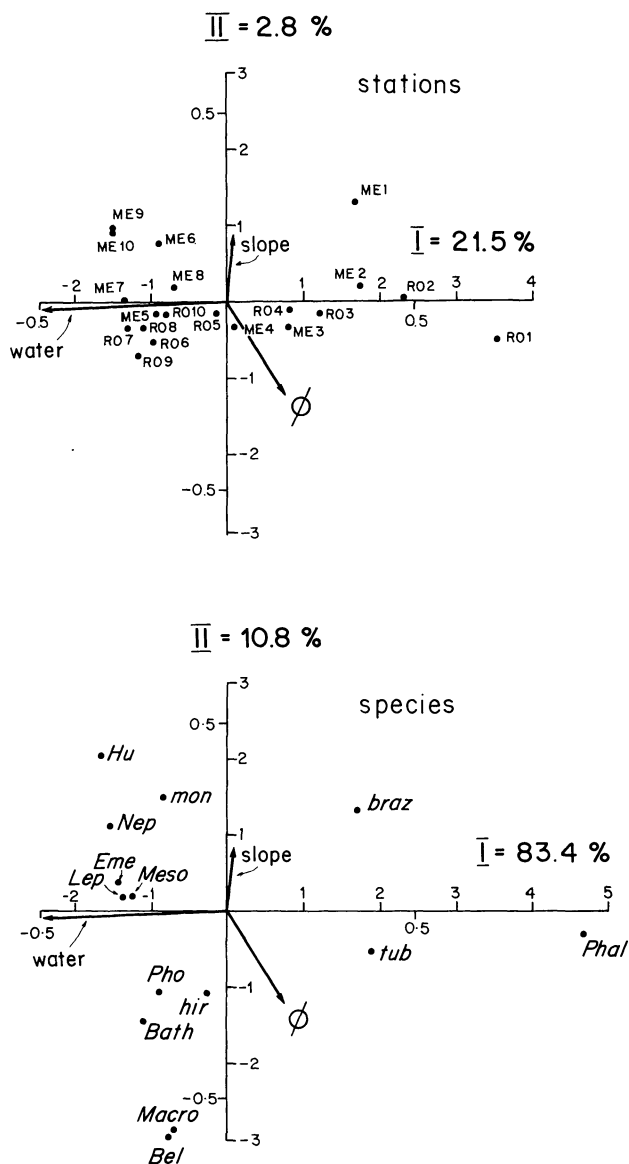 II = 2.8 %
stations
3
0.5
2
ME1
ME9
ME10
ME6
1
slope
I = 21.5 %
ME8
ME2
RO2
ME7
-2
-1
1
2
3
4
-0.5
0.5
water
ME5
RO10
RO4
RO3
RO7
RO8
RO5
ME4
ME3
RO6
RO9
RO1
-1
∅
-2
-0.5
-3
II = 10.8 %
species
3
0.5
2
Hu
mon
braz
Nep
1
slope
I = 83.4 %
Eme
Lep
Meso
-2
-1
1
2
3
4
5
-0.5
0.5
water
tub
Phal
Pho
hir
-1
Bath
∅
-2
-0.5
Macro
-3
Bel